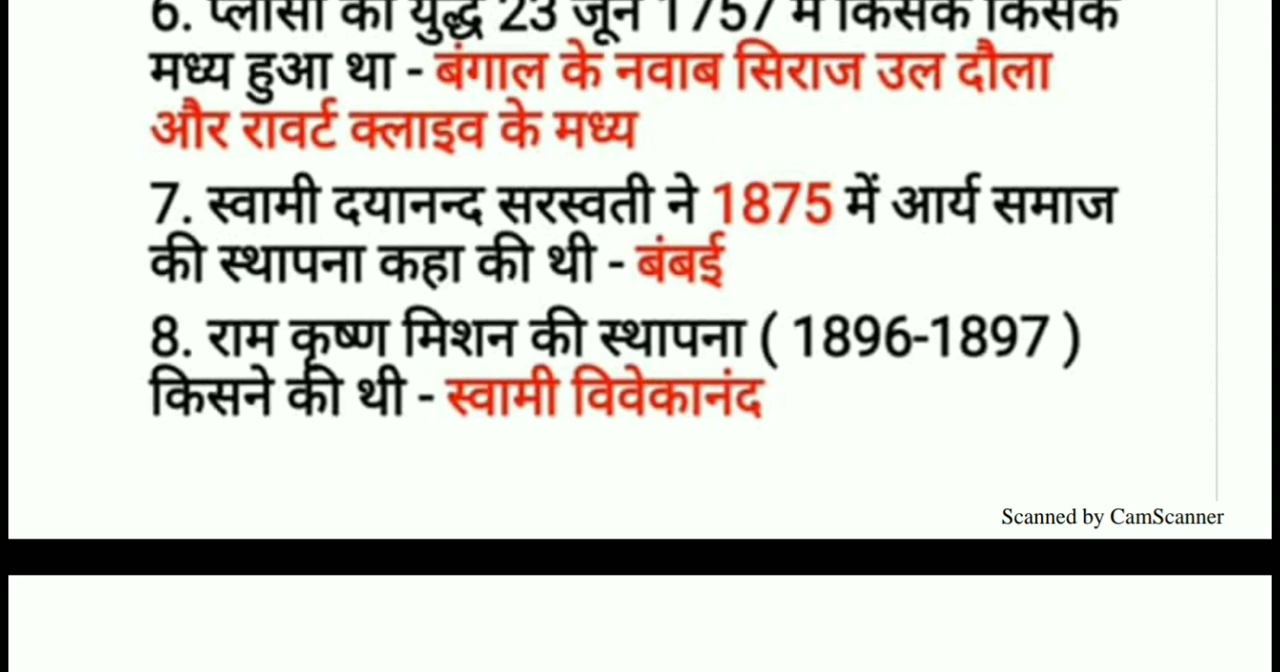 6. प्लासी का युद्ध 23 जून 1757 में किसके किसके
मध्य हुआ था - बंगाल के नवाब सिराज उल दौला
और रावर्ट क्लाइव के मध्य
7. स्वामी दयानन्द सरस्वती ने 1875 में आर्य समाज
की स्थापना कहा की थी - बंबई
8. राम कृष्ण मिशन की स्थापना ( 1896-1897 )
किसने की थी - स्वामी विवेकानंद
Scanned by CamScanner